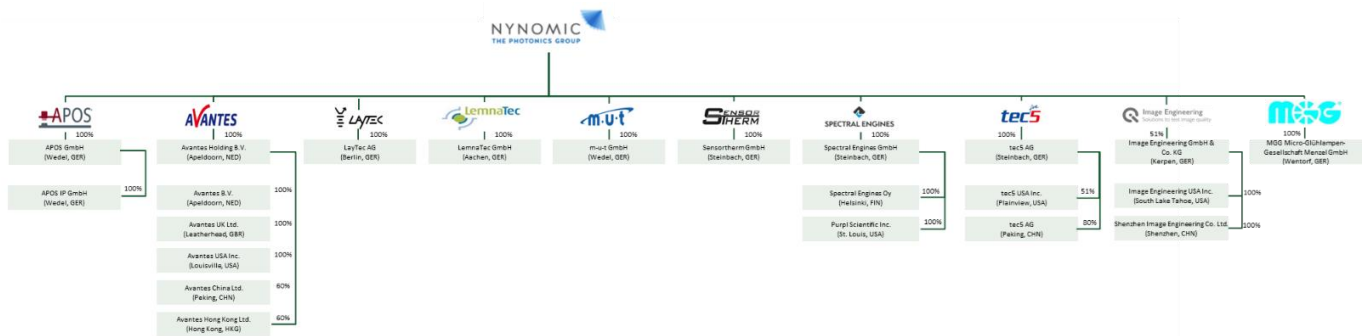 NYNOMIC
THE PHOTONICS GROUP
APOS
100%
APOS GmbH
(Wedel, GER)
100%
APOS IP GmbH
(Wedel, GER)
AVANTES
100%
Avantes Holding B.V.
(Apeldoorn, NED)
Avantes B.V.
(Apeldoorn, NED)
100%
Avantes UK Ltd.
(Leatherhead, GBR)
100%
Avantes USA Inc.
(Louisville, USA)
100%
Avantes China Ltd.
(Peking, CHN)
60%
Avantes Hong Kong Ltd.
(Hong Kong, HKG)
60%
LAYTEC
100%
LayTec AG
(Berlin, GER)
LemnaTec
100%
LemnaTec GmbH
(Aachen, GER)
m·u·t
100%
m-u-t GmbH
(Wedel, GER)
SENSOR
THERM
100%
Sensortherm GmbH
(Steinbach, GER)
SPECTRAL ENGINES
100%
Spectral Engines GmbH
(Steinbach, GER)
Spectral Engines Oy
(Helsinki, FIN)
100%
Purpl Scientific Inc.
(St. Louis, USA)
100%
tec5
100%
tec5 AG
(Steinbach, GER)
tec5 USA Inc.
(Plainview, USA)
51%
tec5 AG
(Peking, CHN)
80%
Image Engineering
Solutions to test image quality
51%
Image Engineering GmbH &
Co. KG
(Kerpen, GER)
Image Engineering USA Inc.
(South Lake Tahoe, USA)
100%
Shenzhen Image Engineering Co. Ltd.
(Shenzhen, CHN)
100%
MGG
100%
MGG Micro-Glühlampen-
Gesellschaft Menzel GmbH
(Wentorf, GER)